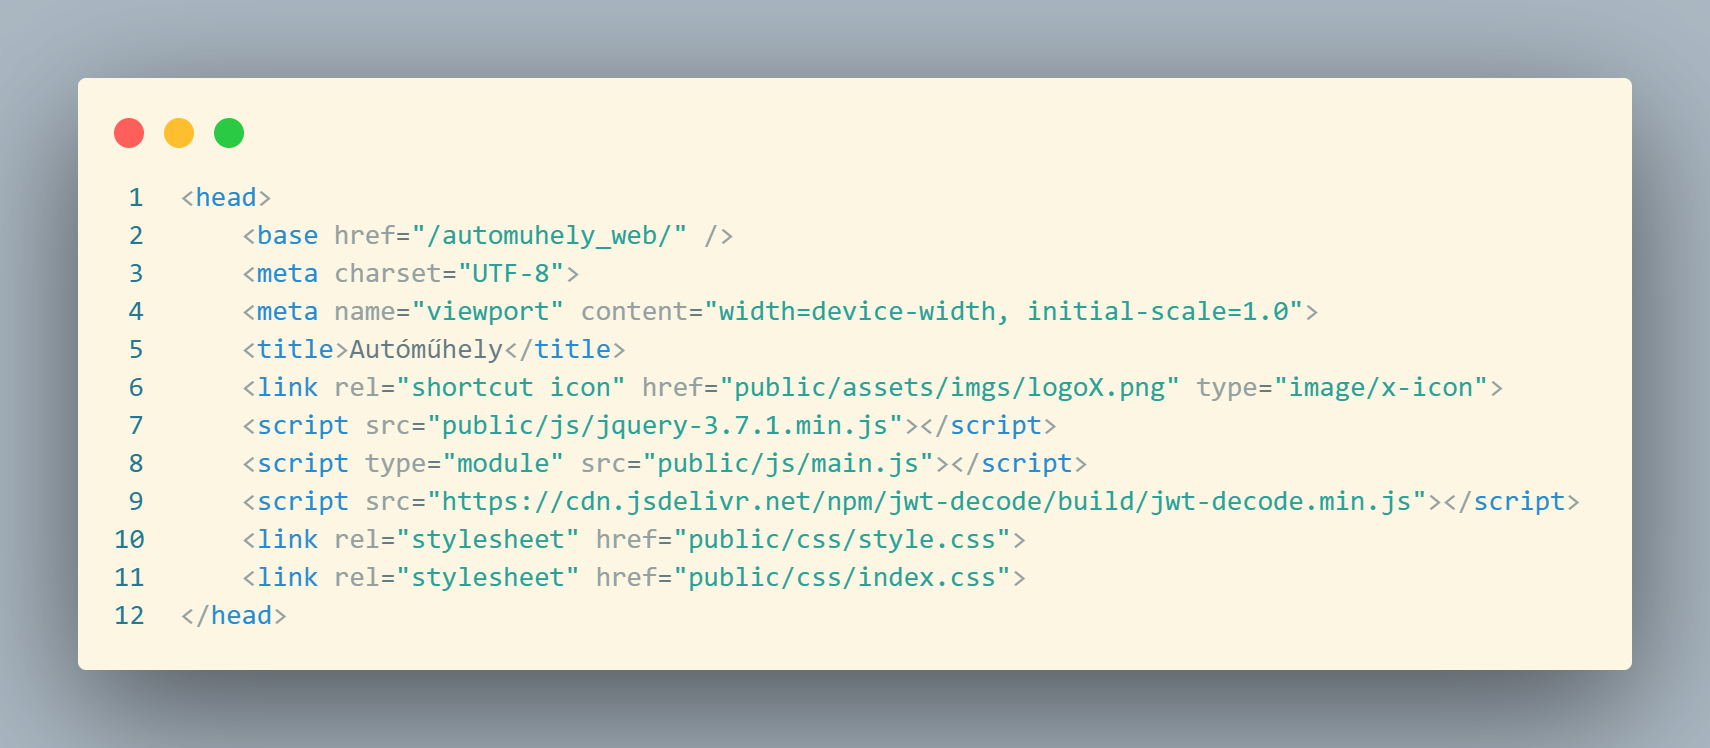 1 <head>
2     <base href="/automuhely_web/" />
3     <meta charset="UTF-8">
4     <meta name="viewport" content="width=device-width, initial-scale=1.0">
5     <title>Autóműhely</title>
6     <link rel="shortcut icon" href="public/assets/imgs/logoX.png" type="image/x-icon">
7     <script src="public/js/jquery-3.7.1.min.js"></script>
8     <script type="module" src="public/js/main.js"></script>
9     <script src="https://cdn.jsdelivr.net/npm/jwt-decode/build/jwt-decode.min.js"></script>
10     <link rel="stylesheet" href="public/css/style.css">
11     <link rel="stylesheet" href="public/css/index.css">
12 </head>